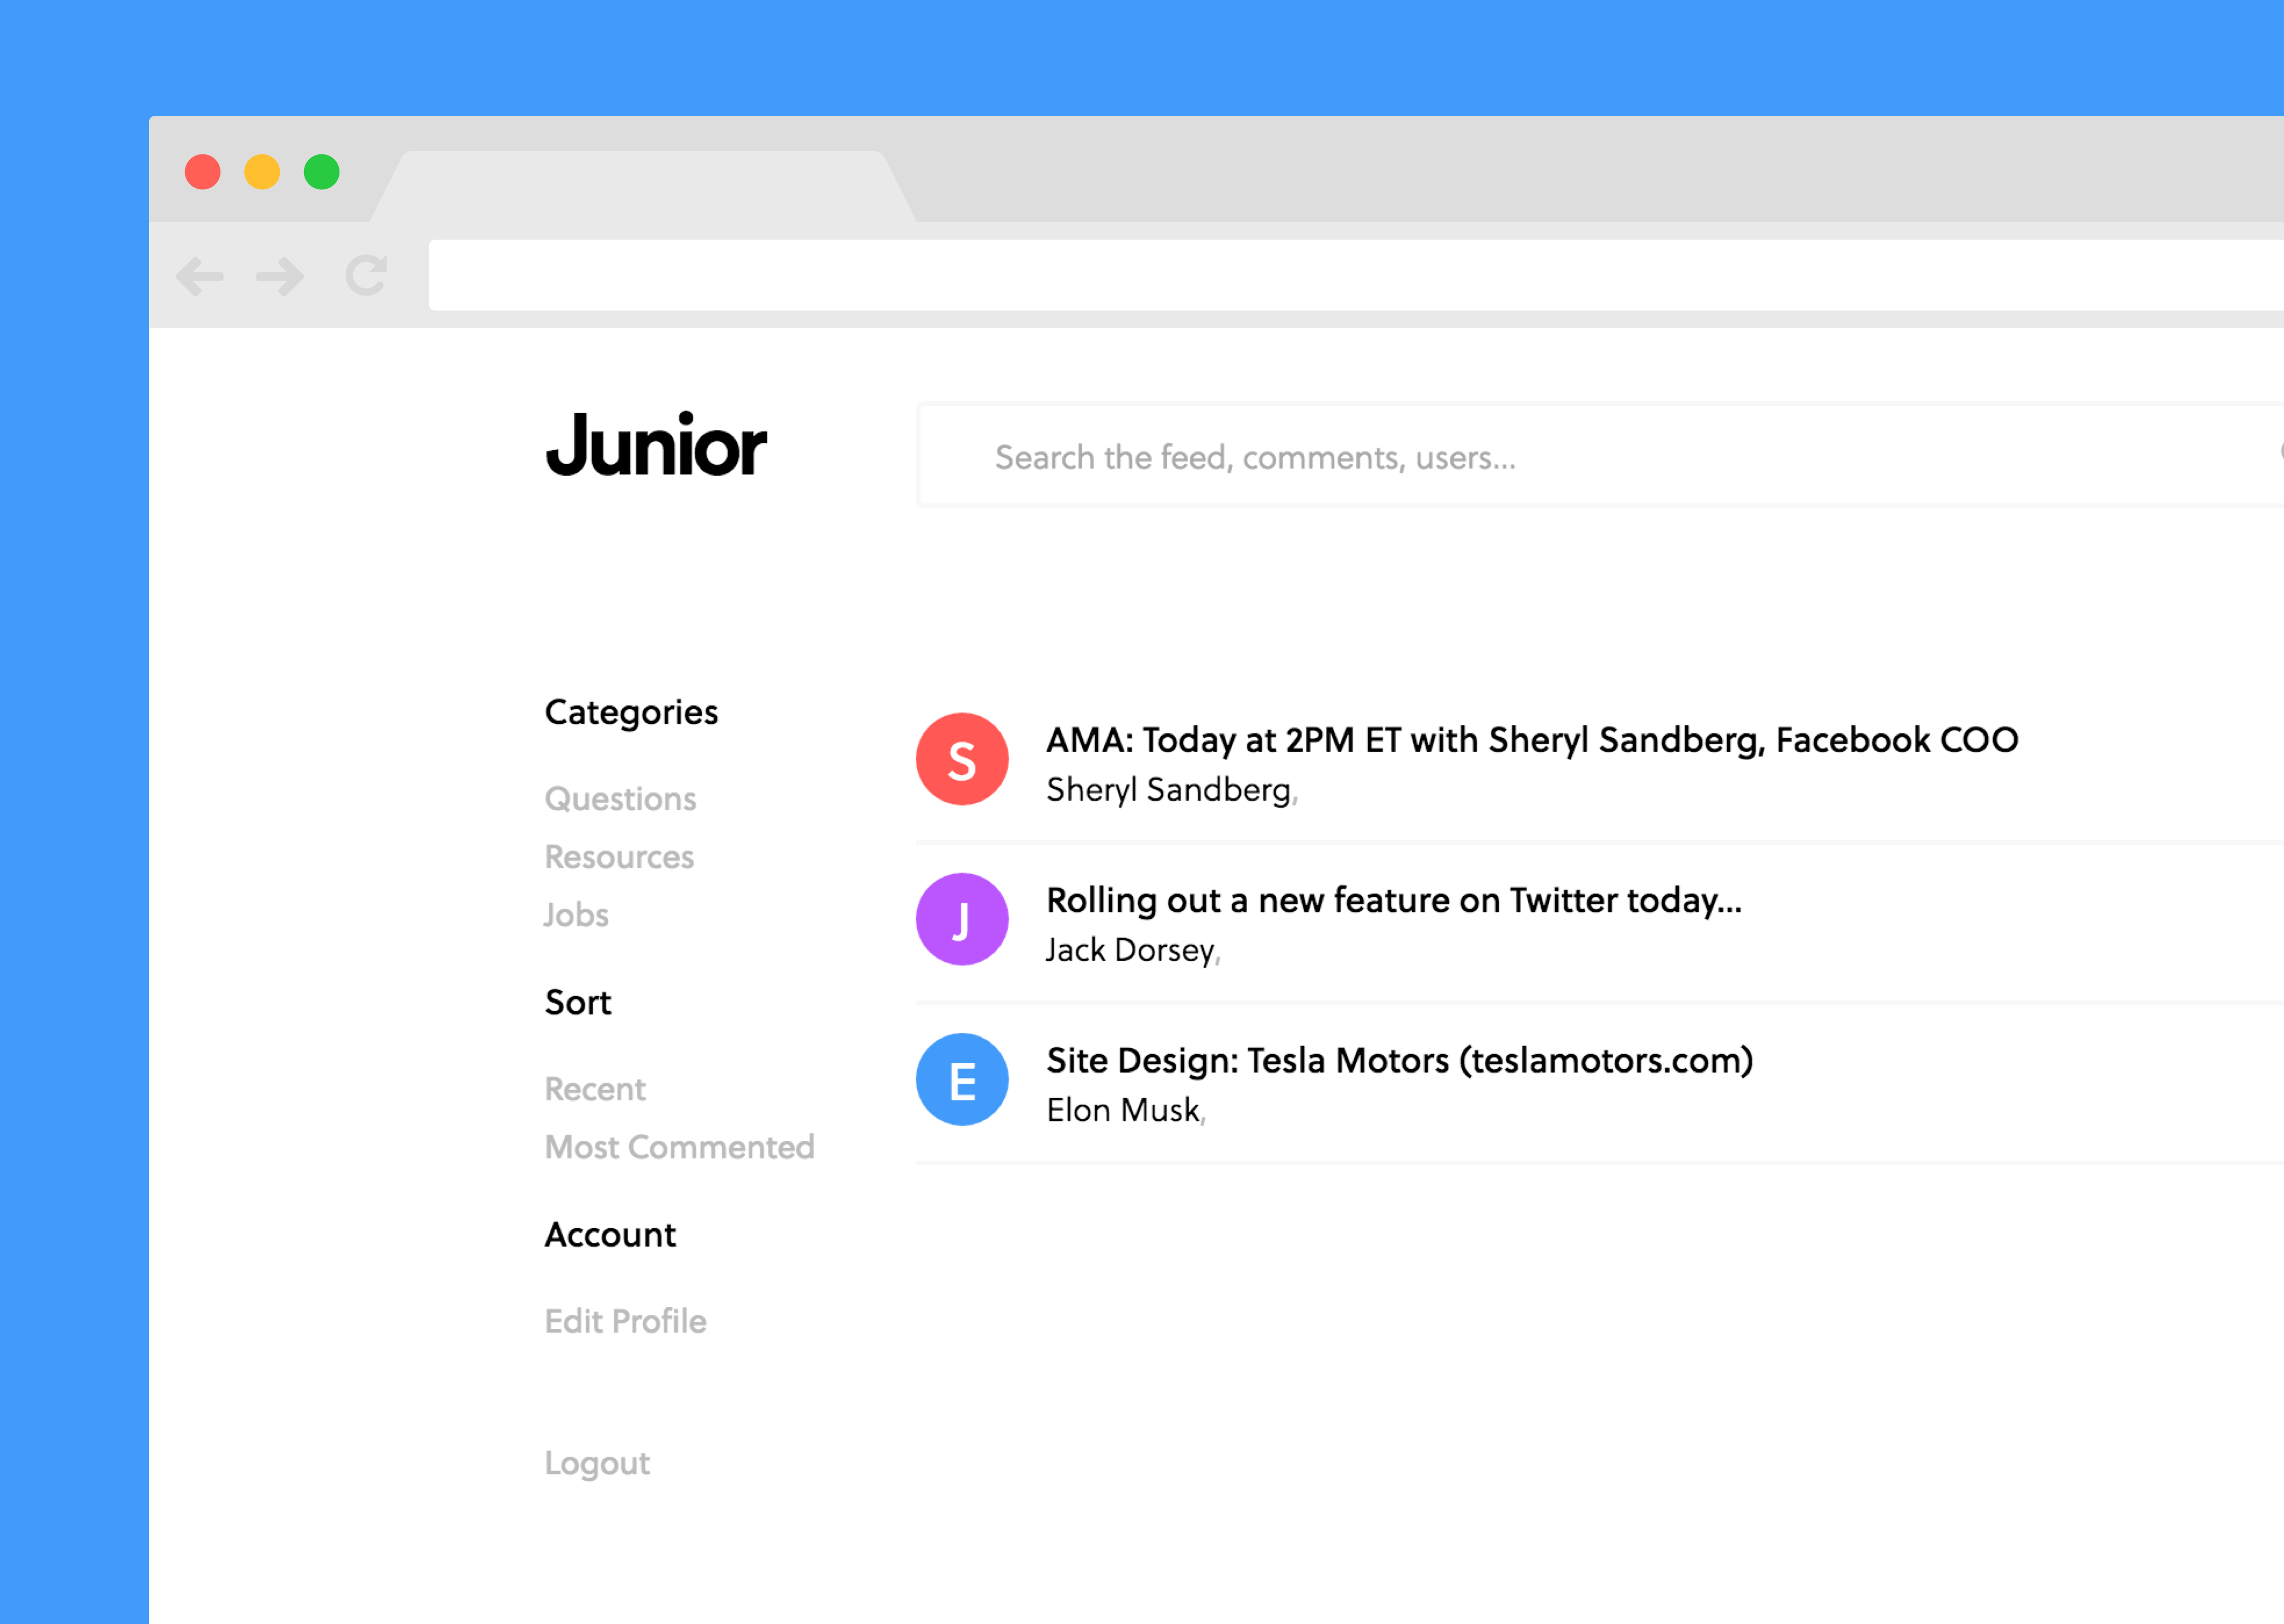 Junior
Search the feed, comments, users...
Categories
Questions
Resources
Jobs
Sort
Recent
Most Commented
Account
Edit Profile
Logout
S
AMA: Today at 2PM ET with Sheryl Sandberg, Facebook COO
Sheryl Sandberg,
J
Rolling out a new feature on Twitter today...
Jack Dorsey,
E
Site Design: Tesla Motors (teslamotors.com)
Elon Musk,